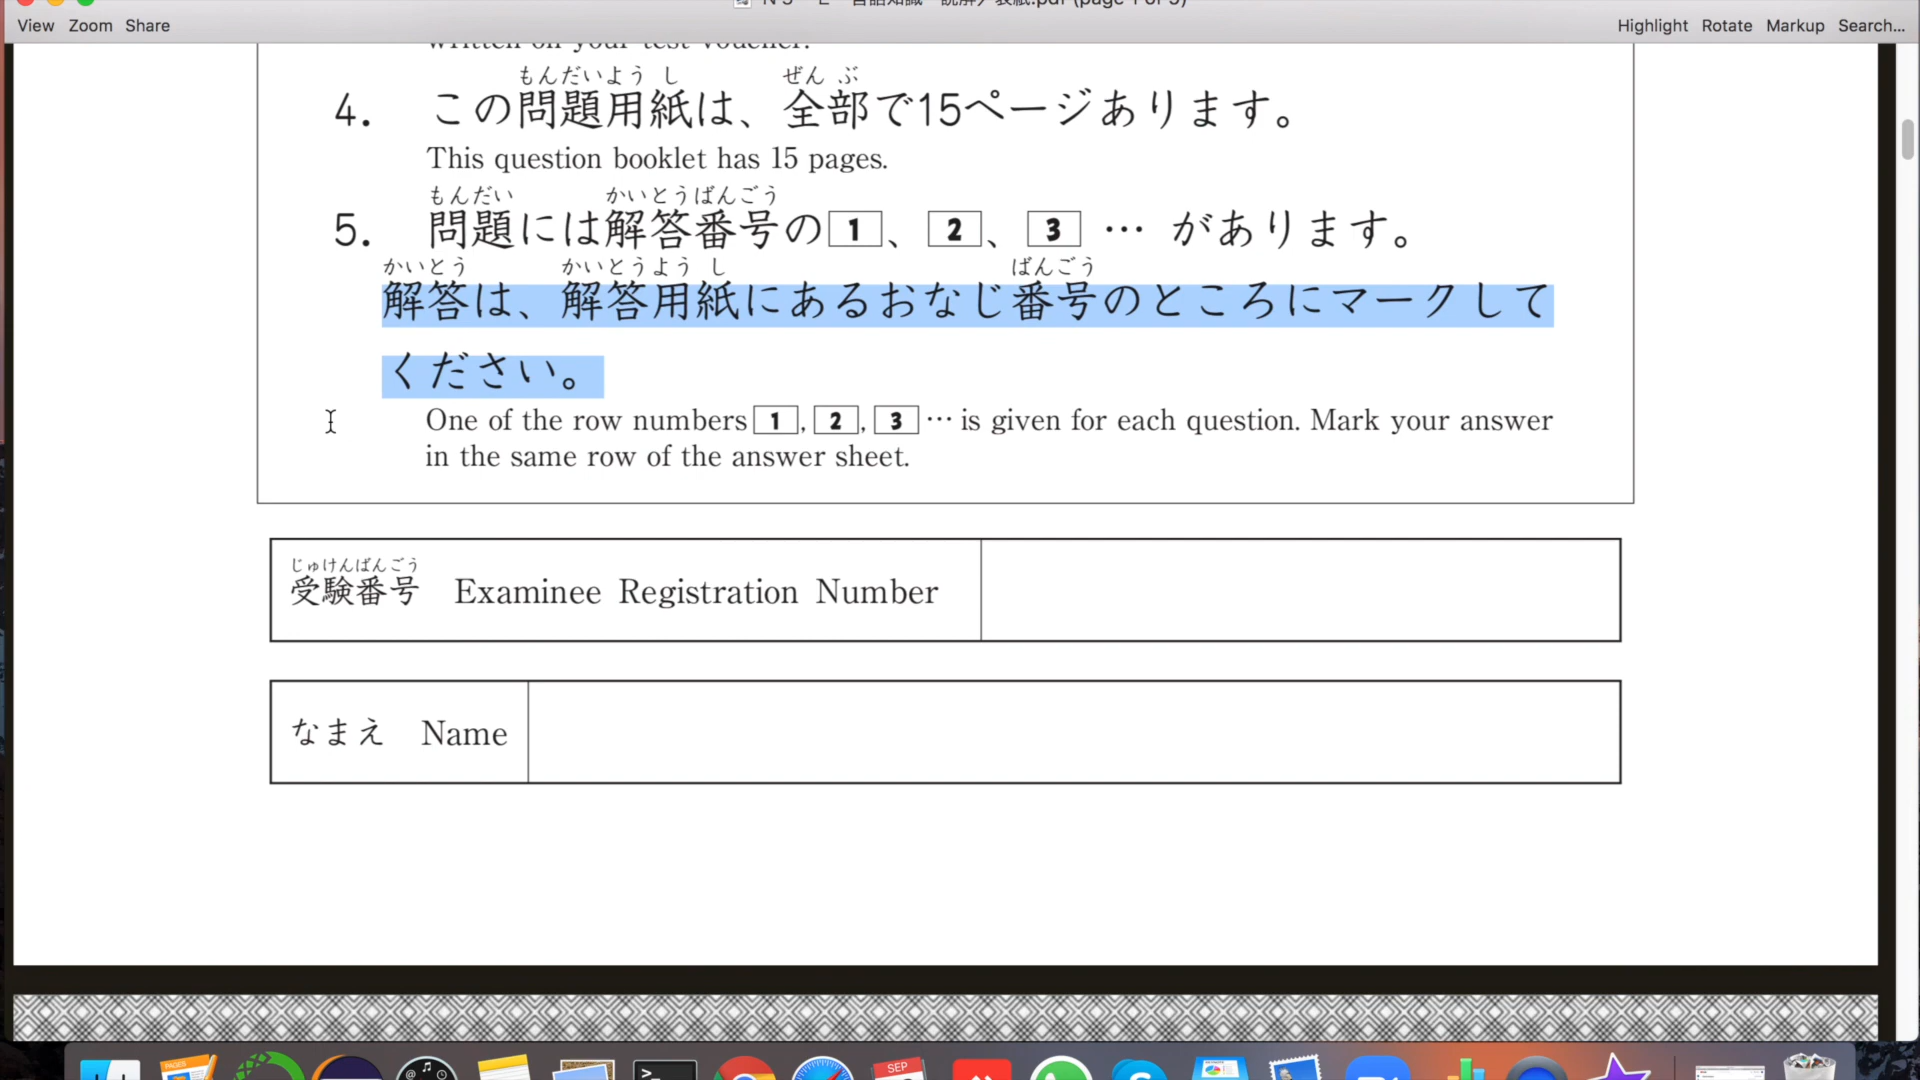 View Zoom Share Highlight Rotate Markup Search...
もんだいようし ぜんぶ
4. この問題用紙は、全部で15ページあります。
This question booklet has 15 pages.
もんだい かいとうばんごう
5. 問題には解答番号の1、2、3 … があります。
かいとう かいとうようし ばんごう
解答は、解答用紙にあるおなじ番号のところにマークして
ください。
One of the row numbers 1, 2, 3 … is given for each question. Mark your answer
in the same row of the answer sheet.
じゅけんばんごう
受験番号 Examinee Registration Number
なまえ Name
PAGES
SEP